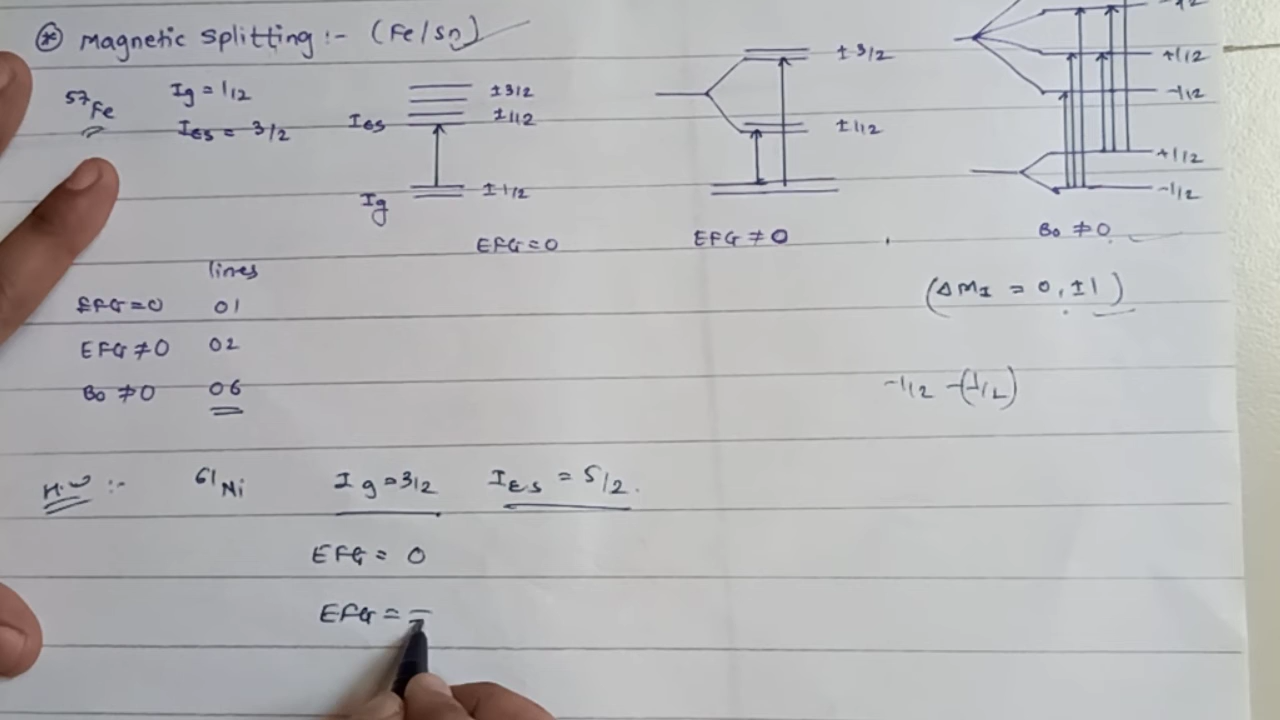 * Magnetic Splitting :- (Fe/Sn)
57Fe Ig = 1/2
IES = 3/2
IES ±3/2
±1/2
Ig ±1/2
EFG = 0
±3/2
±1/2
EFG ≠ 0
+1/2
-1/2
+1/2
-1/2
B0 ≠ 0
(ΔMI = 0, ±1)
lines
EFG = 0 01
EFG ≠ 0 02
B0 ≠ 0 06
-1/2 -(1/2)
H.W :- 61Ni Ig = 3/2 IES = 5/2.
EFG = 0
EFG =